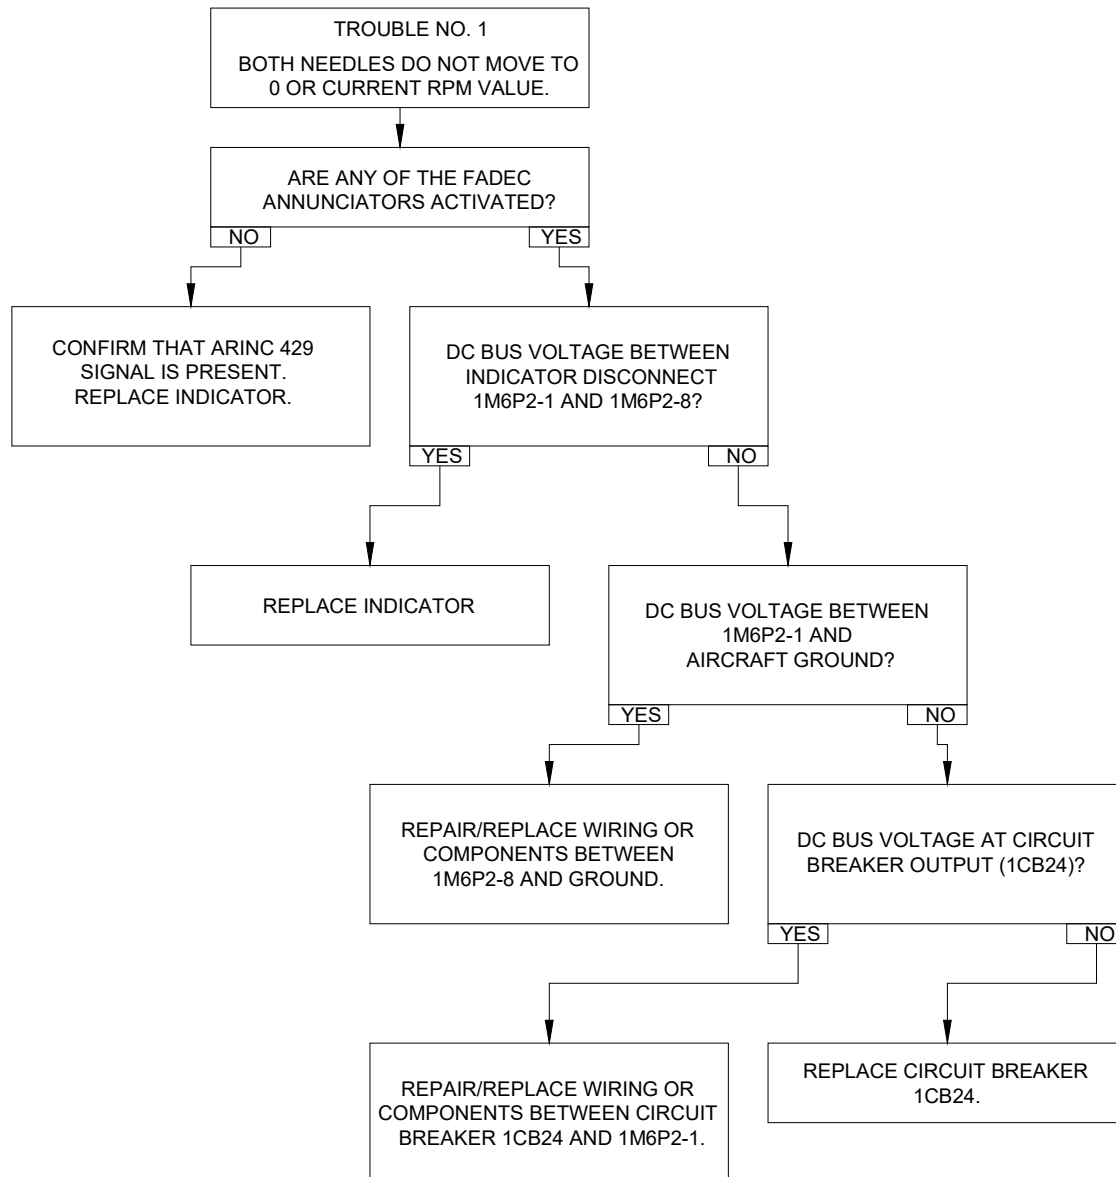 TROUBLE NO. 1
BOTH NEEDLES DO NOT MOVE TO
0 OR CURRENT RPM VALUE.
ARE ANY OF THE FADEC
ANNUNCIATORS ACTIVATED?
NO
YES
CONFIRM THAT ARINC 429
SIGNAL IS PRESENT.
REPLACE INDICATOR.
DC BUS VOLTAGE BETWEEN
INDICATOR DISCONNECT
1M6P2-1 AND 1M6P2-8?
YES
NO
REPLACE INDICATOR
DC BUS VOLTAGE BETWEEN
1M6P2-1 AND
AIRCRAFT GROUND?
YES
NO
REPAIR/REPLACE WIRING OR
COMPONENTS BETWEEN
1M6P2-8 AND GROUND.
DC BUS VOLTAGE AT CIRCUIT
BREAKER OUTPUT (1CB24)?
YES
NO
REPAIR/REPLACE WIRING OR
COMPONENTS BETWEEN CIRCUIT
BREAKER 1CB24 AND 1M6P2-1.
REPLACE CIRCUIT BREAKER
1CB24.